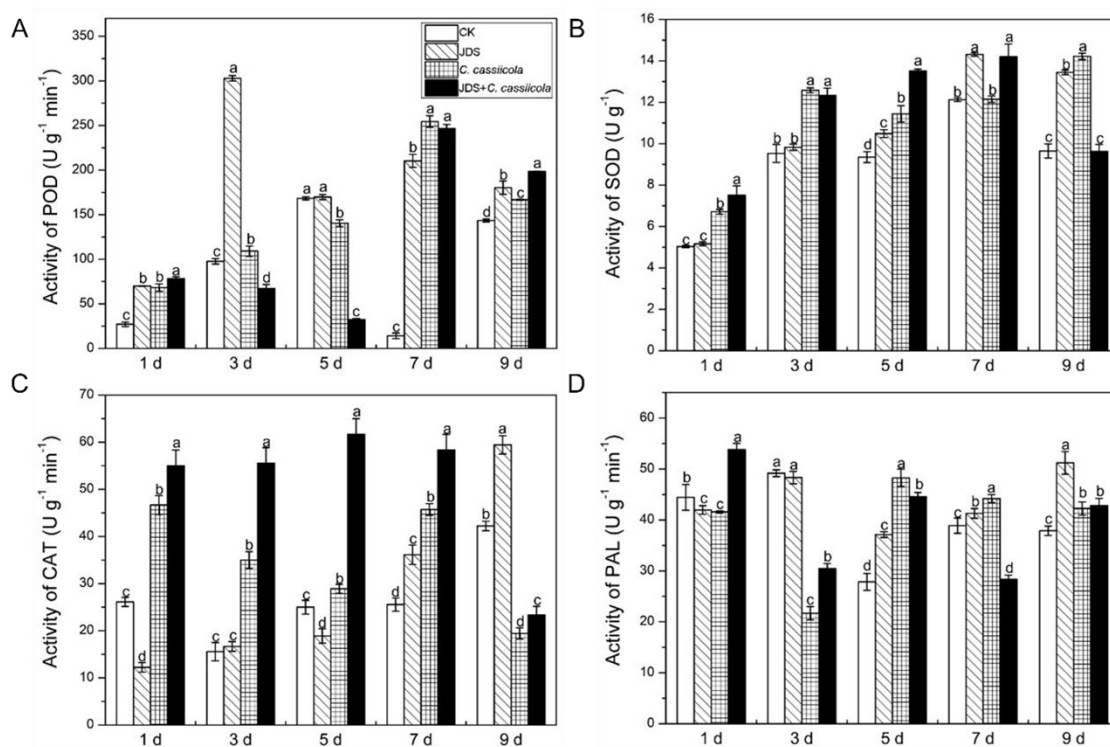 A
Activity of POD (U g⁻¹ min⁻¹)
350
300
250
200
150
100
50
0
CK
JDS
C. cassiicola
JDS+C. cassiicola
c b b a
c a b d
a a b c
c b a a
d b c a
1 d 3 d 5 d 7 d 9 d
B
Activity of SOD (U g⁻¹)
16
14
12
10
8
6
4
2
0
c c b a
b b a a
d c b a
b a b a
c b a c
1 d 3 d 5 d 7 d 9 d
C
Activity of CAT (U g⁻¹ min⁻¹)
70
60
50
40
30
20
10
0
c d b a
c c b a
c d b a
d c b a
b a d c
1 d 3 d 5 d 7 d 9 d
D
Activity of PAL (U g⁻¹ min⁻¹)
60
50
40
30
20
10
0
b c c a
a a c b
d c a b
c b a d
c a b b
1 d 3 d 5 d 7 d 9 d